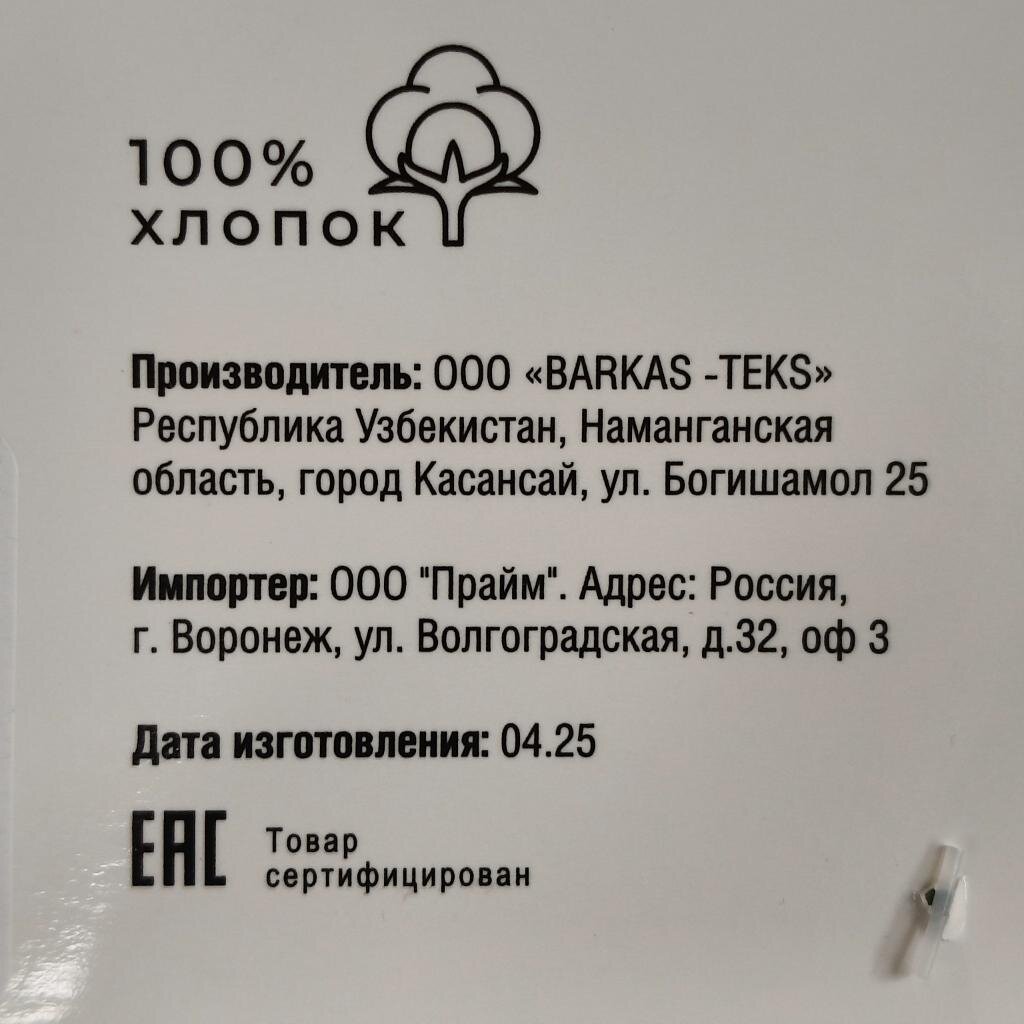 100%
ХЛОПОК
Производитель: ООО «BARKAS -TEKS»
Республика Узбекистан, Наманганская
область, город Касансай, ул. Богишамол 25
Импортер: ООО "Прайм". Адрес: Россия,
г. Воронеж, ул. Волгоградская, д.32, оф 3
Дата изготовления: 04.25
EAC
Товар
сертифицирован